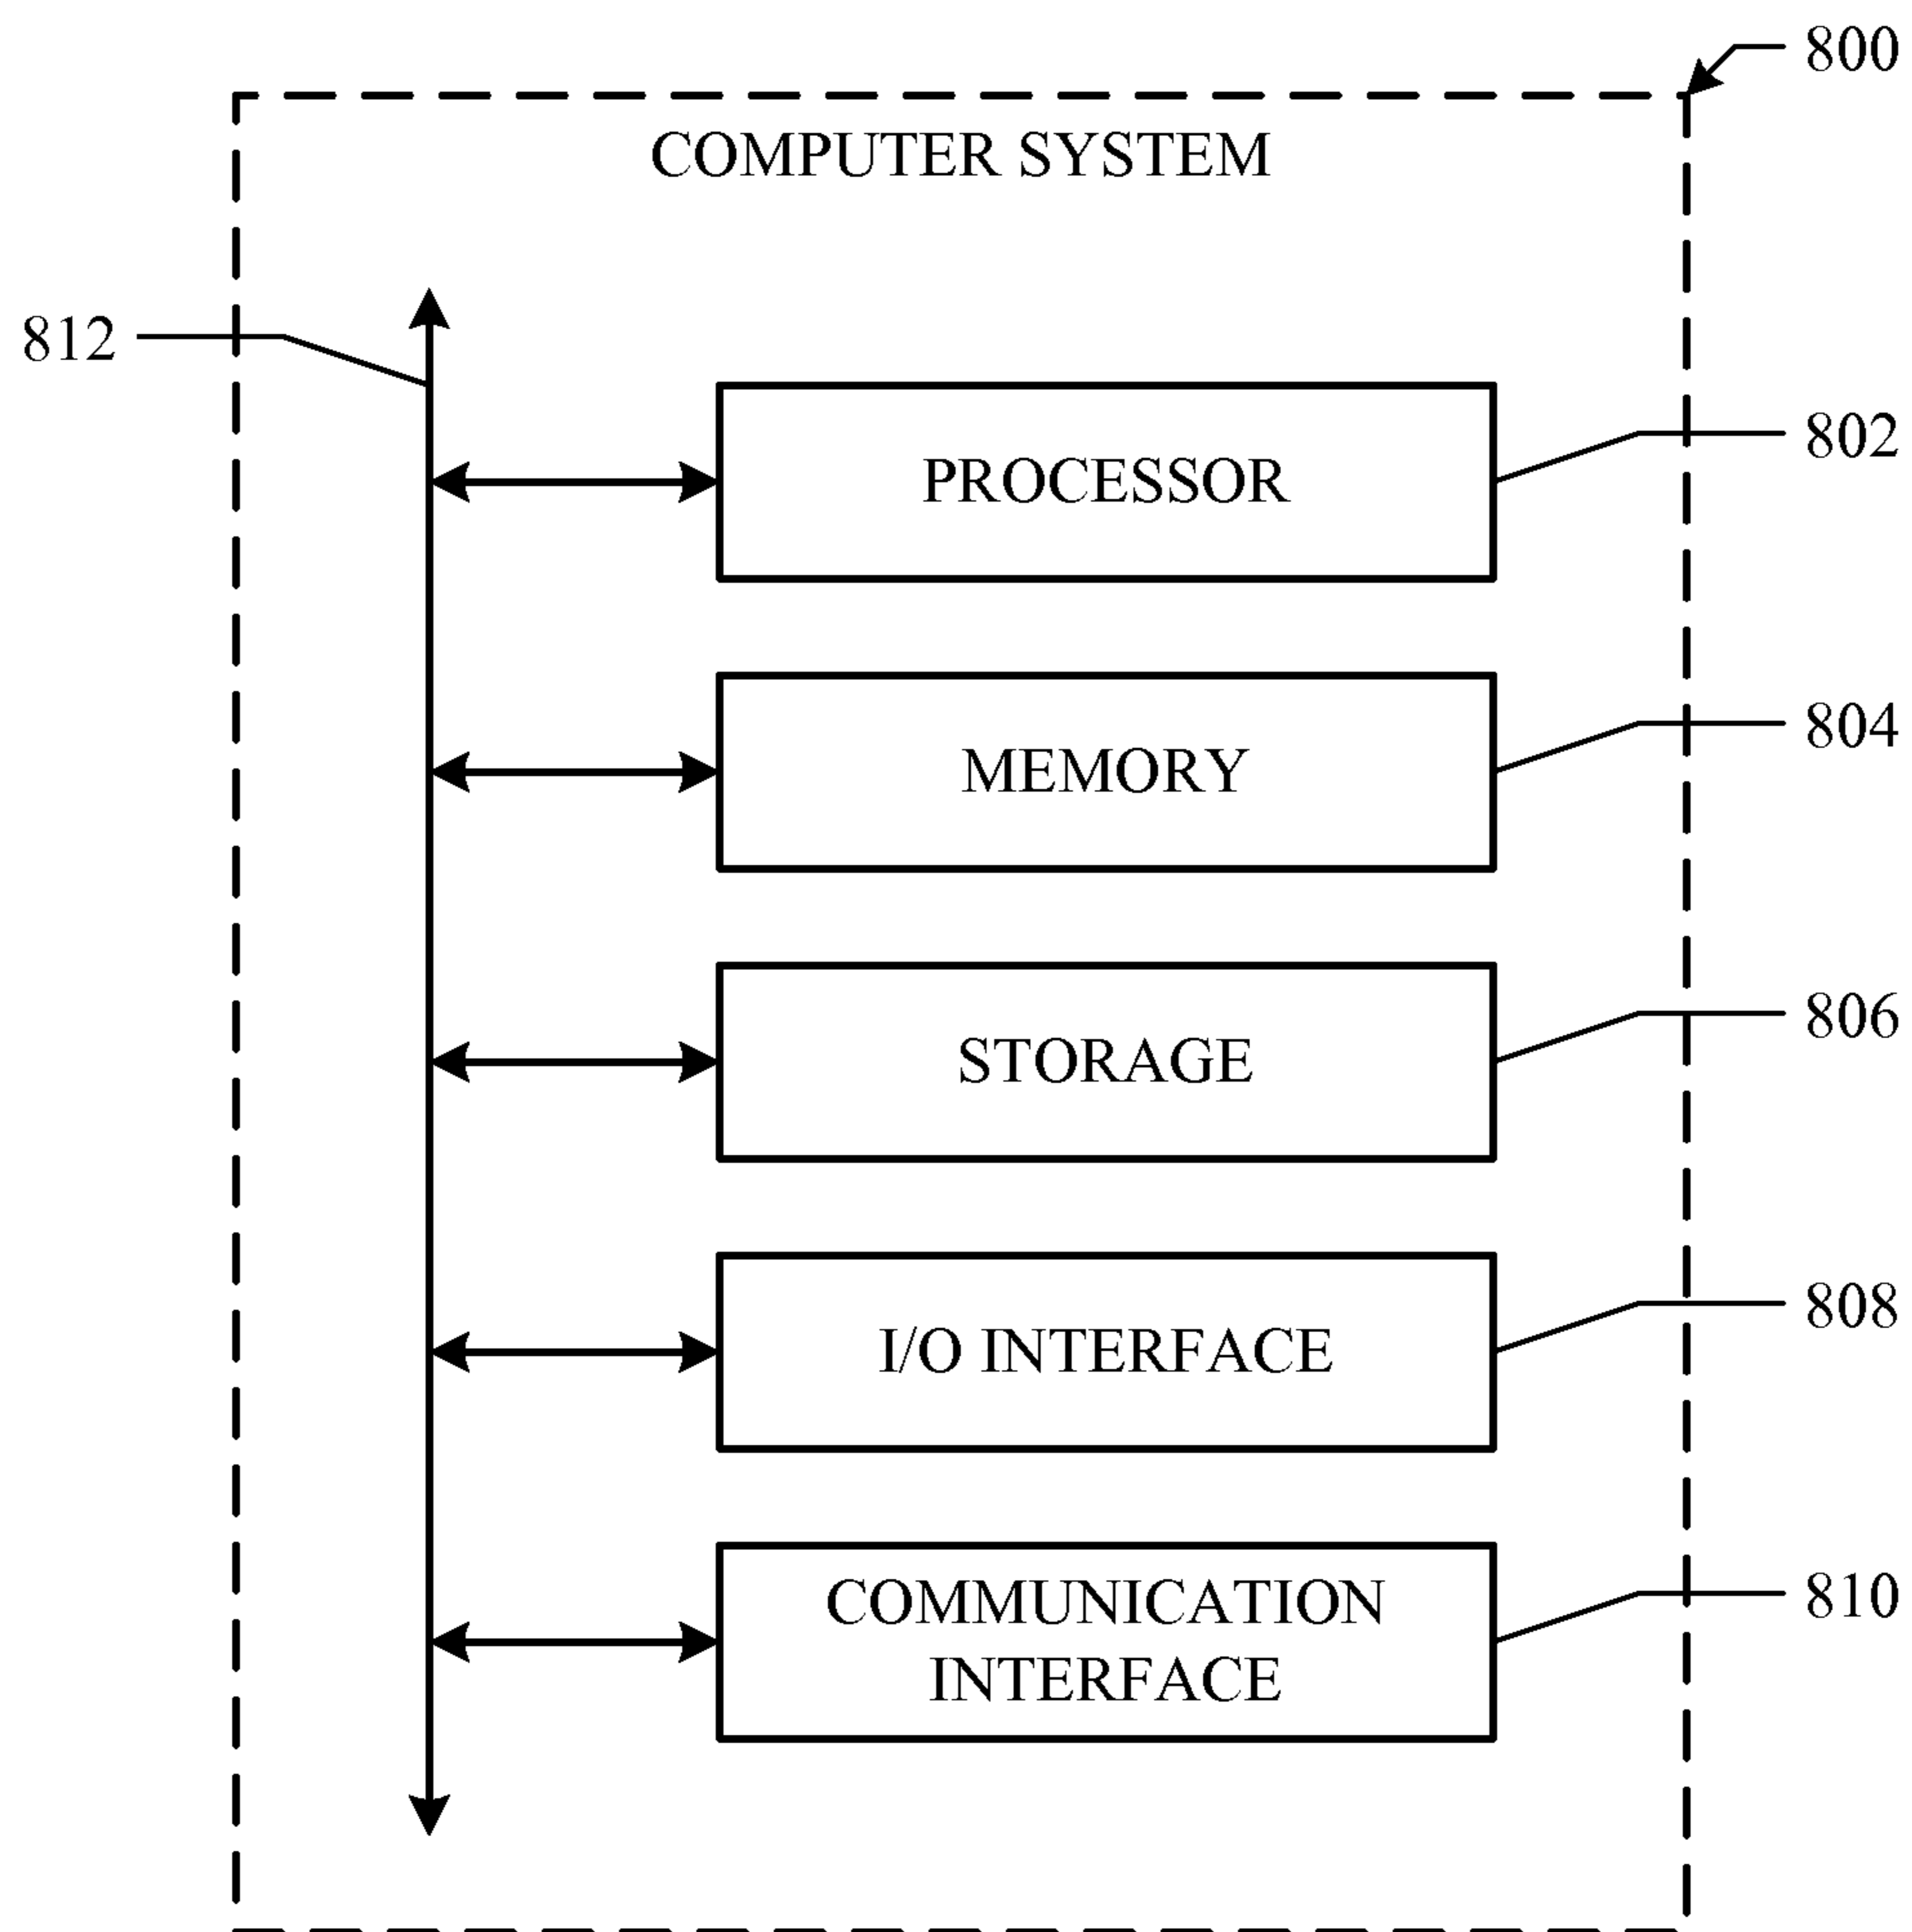 800
COMPUTER SYSTEM
812
802
PROCESSOR
804
MEMORY
806
STORAGE
808
I/O INTERFACE
810
COMMUNICATION
INTERFACE